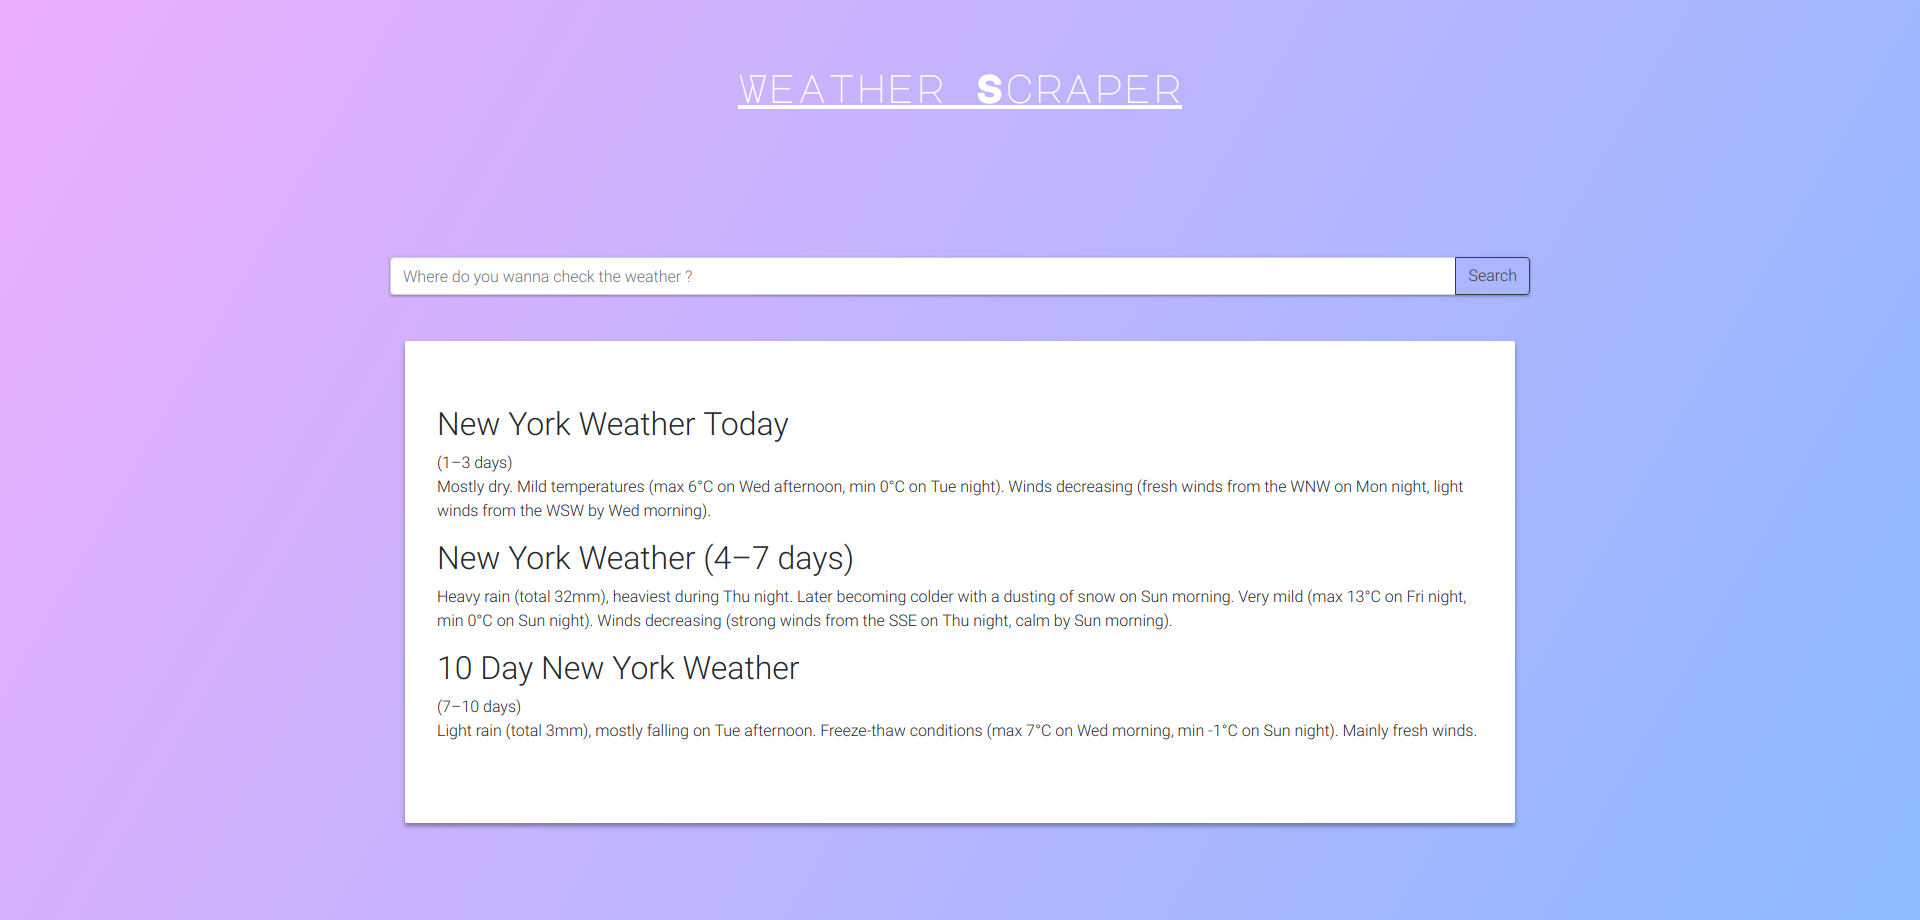 Weather Scraper
Where do you wanna check the weather ?
Search
New York Weather Today
(1–3 days)
Mostly dry. Mild temperatures (max 6°C on Wed afternoon, min 0°C on Tue night). Winds decreasing (fresh winds from the WNW on Mon night, light
winds from the WSW by Wed morning).
New York Weather (4–7 days)
Heavy rain (total 32mm), heaviest during Thu night. Later becoming colder with a dusting of snow on Sun morning. Very mild (max 13°C on Fri night,
min 0°C on Sun night). Winds decreasing (strong winds from the SSE on Thu night, calm by Sun morning).
10 Day New York Weather
(7–10 days)
Light rain (total 3mm), mostly falling on Tue afternoon. Freeze-thaw conditions (max 7°C on Wed morning, min -1°C on Sun night). Mainly fresh winds.